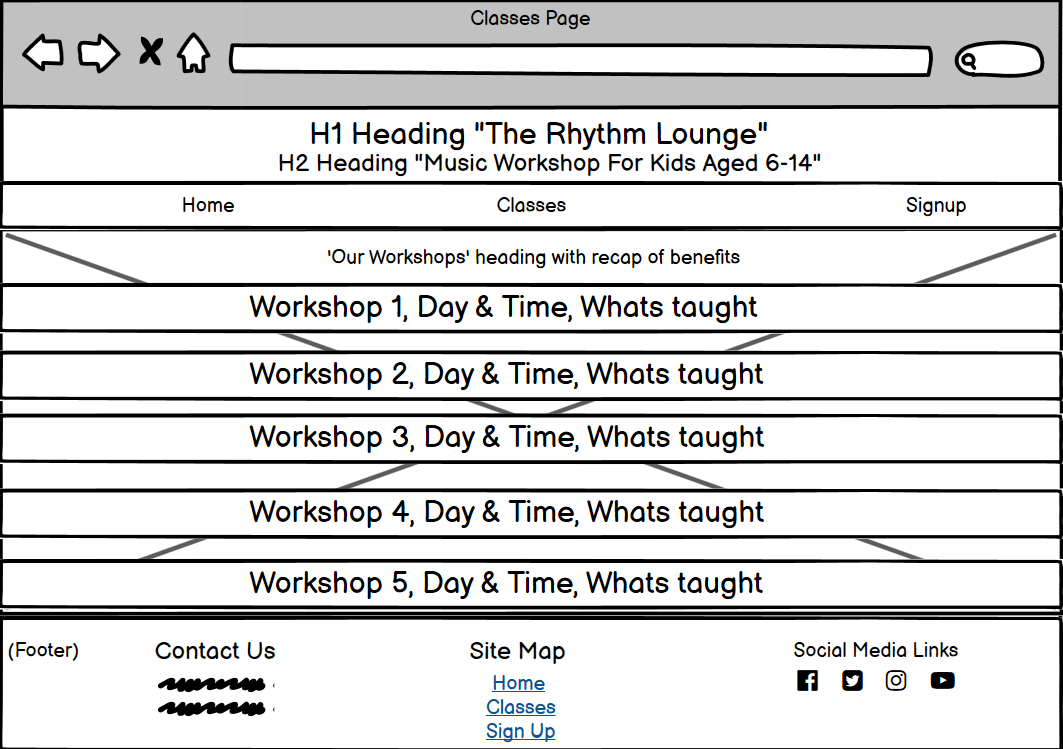 Classes Page
H1 Heading "The Rhythm Lounge"
H2 Heading "Music Workshop For Kids Aged 6-14"
Home Classes Signup
'Our Workshops' heading with recap of benefits
Workshop 1, Day & Time, Whats taught
Workshop 2, Day & Time, Whats taught
Workshop 3, Day & Time, Whats taught
Workshop 4, Day & Time, Whats taught
Workshop 5, Day & Time, Whats taught
(Footer) Contact Us Site Map Social Media Links
Home
Classes
Sign Up